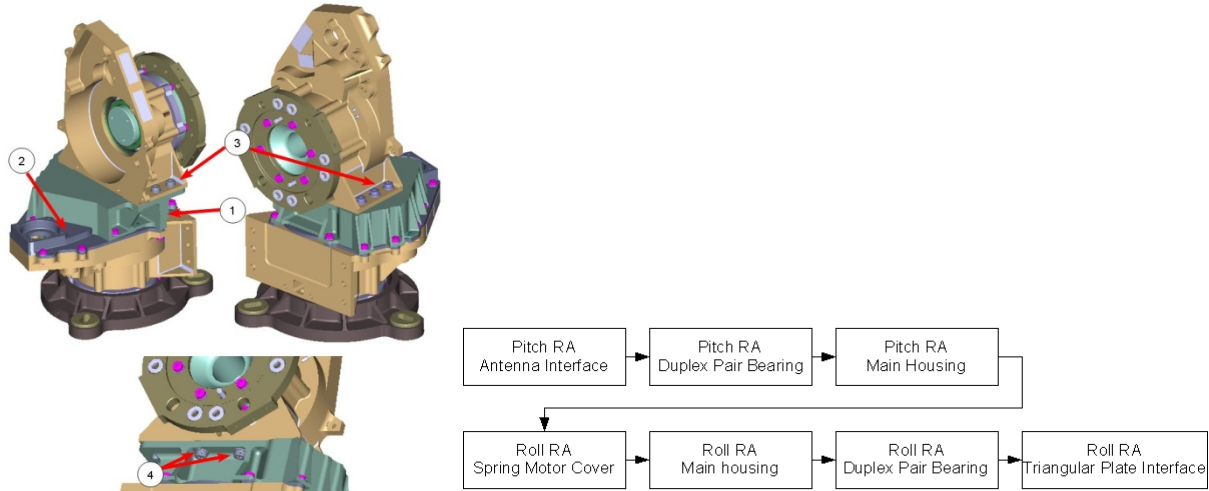 2
3
1
4
Pitch RA
Antenna Interface
Pitch RA
Duplex Pair Bearing
Pitch RA
Main Housing
Roll RA
Spring Motor Cover
Roll RA
Main housing
Roll RA
Duplex Pair Bearing
Roll RA
Triangular Plate Interface